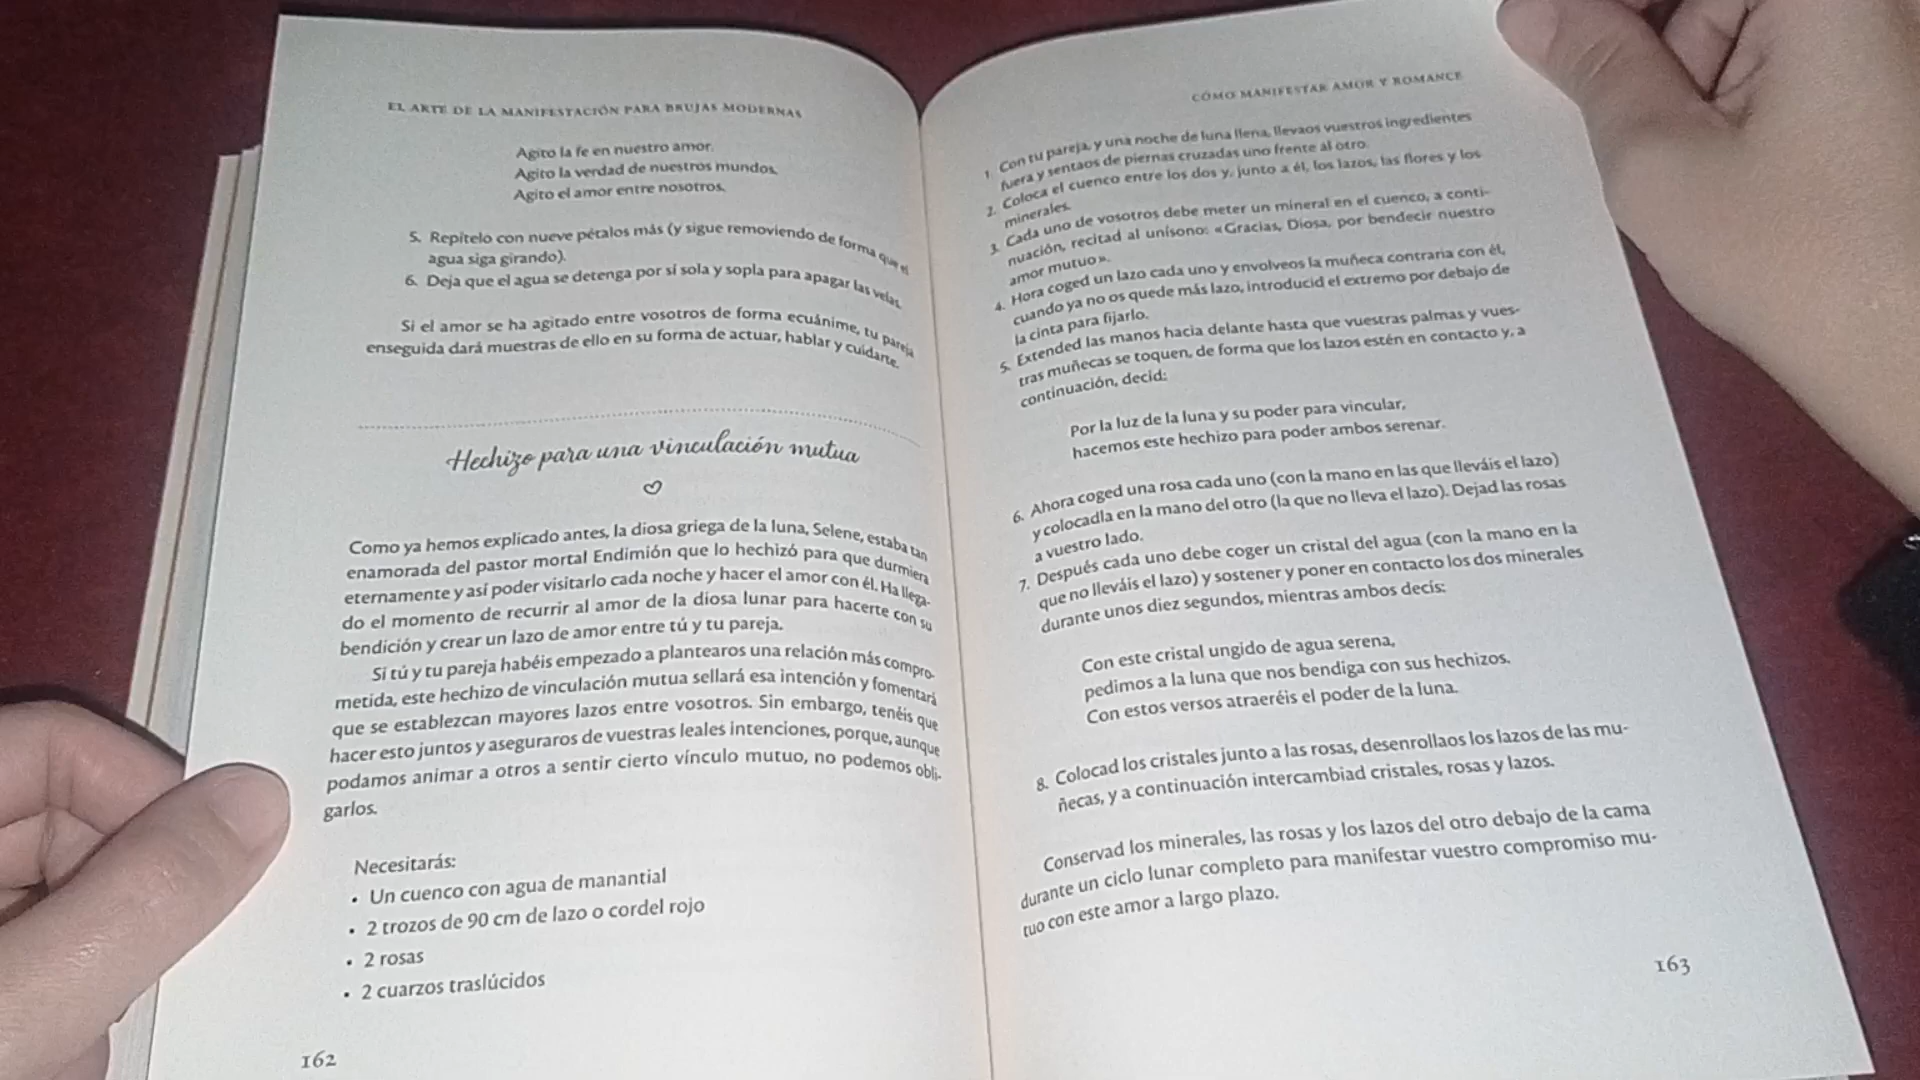 EL ARTE DE LA MANIFESTACIÓN PARA BRUJAS MODERNAS
Agito la fe en nuestro amor.
Agito la verdad de nuestros mundos.
Agito el amor entre nosotros.
5. Repítelo con nueve pétalos más (y sigue removiendo de forma que el
agua siga girando).
6. Deja que el agua se detenga por sí sola y sopla para apagar las velas.
Si el amor se ha agitado entre vosotros de forma ecuánime, tu pareja
enseguida dará muestras de ello en su forma de actuar, hablar y cuidarte.
Hechizo para una vinculación mutua
Como ya hemos explicado antes, la diosa griega de la luna, Selene, estaba tan
enamorada del pastor mortal Endimión que lo hechizó para que durmiera
eternamente y así poder visitarlo cada noche y hacer el amor con él. Ha llega-
do el momento de recurrir al amor de la diosa lunar para hacerte con su
bendición y crear un lazo de amor entre tú y tu pareja.
Si tú y tu pareja habéis empezado a plantearos una relación más compro-
metida, este hechizo de vinculación mutua sellará esa intención y fomentará
que se establezcan mayores lazos entre vosotros. Sin embargo, tenéis que
hacer esto juntos y aseguraros de vuestras leales intenciones, porque, aunque
podamos animar a otros a sentir cierto vínculo mutuo, no podemos obli-
garlos.
Necesitarás:
• Un cuenco con agua de manantial
• 2 trozos de 90 cm de lazo o cordel rojo
• 2 rosas
• 2 cuarzos traslúcidos
162
CÓMO MANIFESTAR AMOR Y ROMANCE
1. Con tu pareja, y una noche de luna llena, llevaos vuestros ingredientes
fuera y sentaos de piernas cruzadas uno frente al otro.
2. Coloca el cuenco entre los dos y, junto a él, los lazos, las flores y los
minerales.
3. Cada uno de vosotros debe meter un mineral en el cuenco, a conti-
nuación, recitad al unísono: «Gracias, Diosa, por bendecir nuestro
amor mutuo».
4. Hora coged un lazo cada uno y envolveos la muñeca contraria con él,
cuando ya no os quede más lazo, introducid el extremo por debajo de
la cinta para fijarlo.
5. Extended las manos hacia delante hasta que vuestras palmas y vues-
tras muñecas se toquen, de forma que los lazos estén en contacto y, a
continuación, decid:
Por la luz de la luna y su poder para vincular,
hacemos este hechizo para poder ambos serenar.
6. Ahora coged una rosa cada uno (con la mano en las que lleváis el lazo)
y colocadla en la mano del otro (la que no lleva el lazo). Dejad las rosas
a vuestro lado.
7. Después cada uno debe coger un cristal del agua (con la mano en la
que no lleváis el lazo) y sostener y poner en contacto los dos minerales
durante unos diez segundos, mientras ambos decís:
Con este cristal ungido de agua serena,
pedimos a la luna que nos bendiga con sus hechizos.
Con estos versos atraeréis el poder de la luna.
8. Colocad los cristales junto a las rosas, desenrollaos los lazos de las mu-
ñecas, y a continuación intercambiad cristales, rosas y lazos.
Conservad los minerales, las rosas y los lazos del otro debajo de la cama
durante un ciclo lunar completo para manifestar vuestro compromiso mu-
tuo con este amor a largo plazo.
163